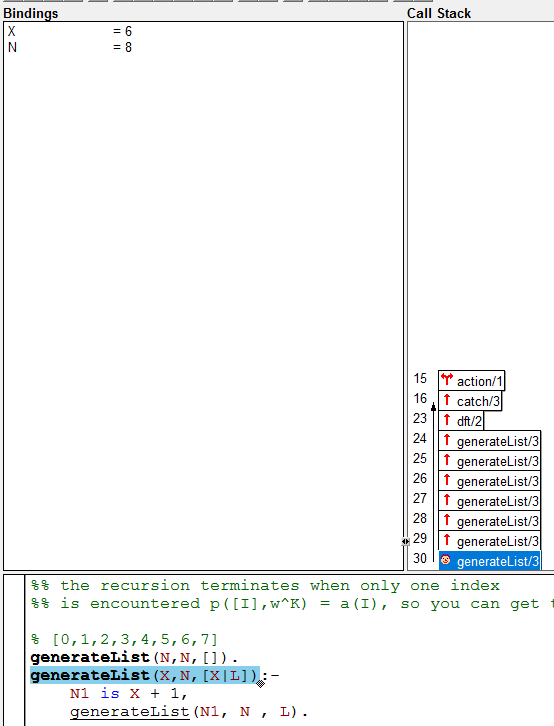 Bindings
X = 6
N = 8
Call Stack
15 action/1
16 catch/3
23 dft/2
24 generateList/3
25 generateList/3
26 generateList/3
27 generateList/3
28 generateList/3
29 generateList/3
30 generateList/3
%% the recursion terminates when only one index
%% is encountered p([I],w^K) = a(I), so you can get
% [0,1,2,3,4,5,6,7]
generateList(N,N,[]).
generateList(X,N,[X|L]):-
N1 is X + 1,
generateList(N1, N , L).